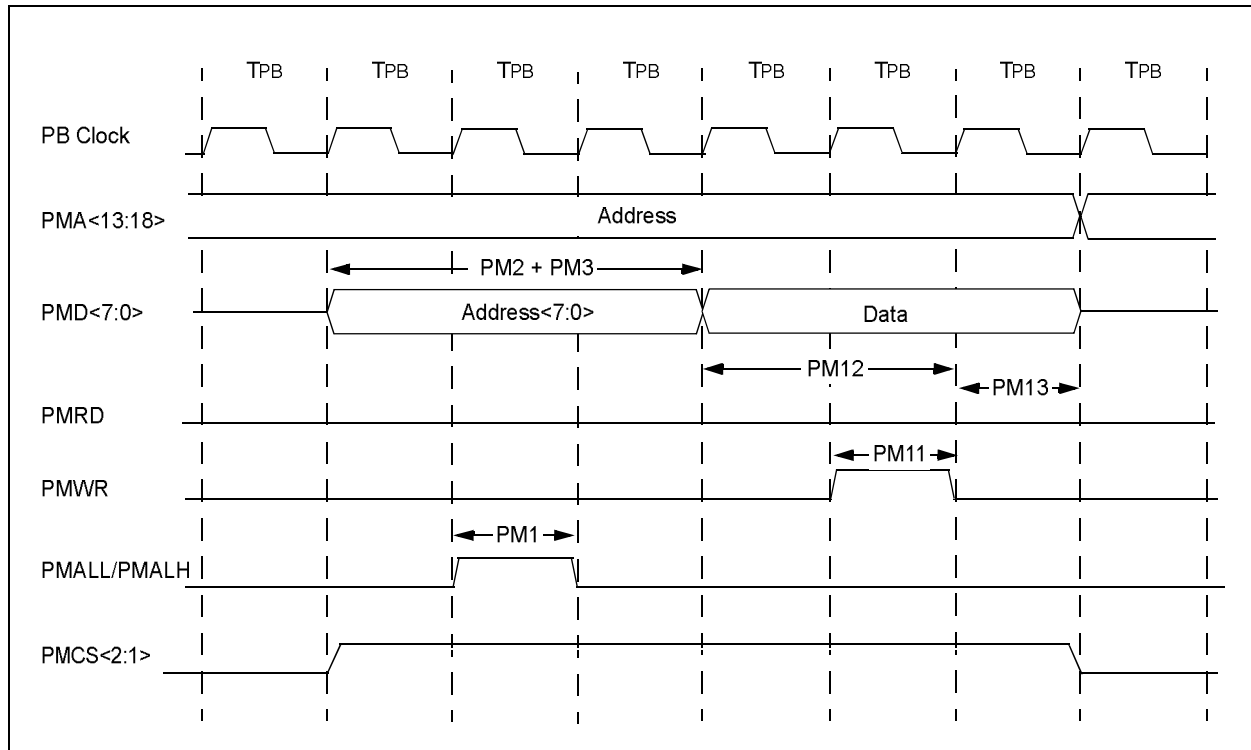 TPB TPB TPB TPB TPB TPB TPB TPB
PB Clock
PMA<13:18>
Address
PM2 + PM3
PMD<7:0>
Address<7:0>
Data
PM12
PM13
PMRD
PM11
PMWR
PM1
PMALL/PMALH
PMCS<2:1>